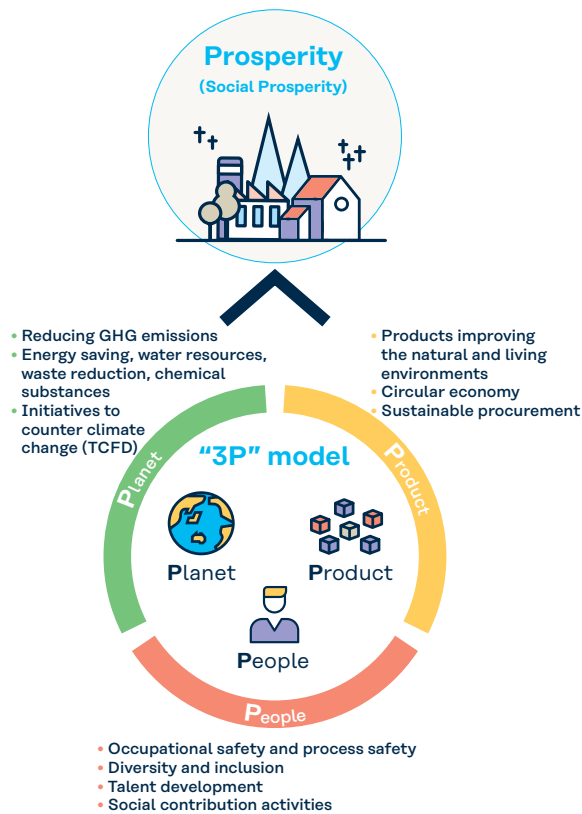 Prosperity
(Social Prosperity)
• Reducing GHG emissions
• Energy saving, water resources,
waste reduction, chemical
substances
• Initiatives to
counter climate
change (TCFD)
• Products improving
the natural and living
environments
• Circular economy
• Sustainable procurement
Planet
“3P” model
Product
Planet
Product
People
People
• Occupational safety and process safety
• Diversity and inclusion
• Talent development
• Social contribution activities